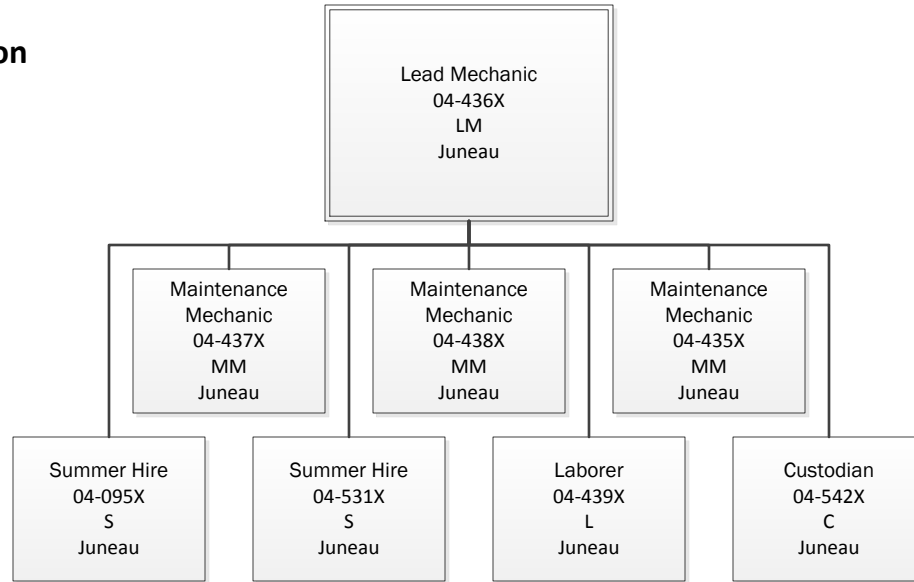 on
Lead Mechanic
04-436X
LM
Juneau
Maintenance
Mechanic
04-437X
MM
Juneau
Maintenance
Mechanic
04-438X
MM
Juneau
Maintenance
Mechanic
04-435X
MM
Juneau
Summer Hire
04-095X
S
Juneau
Summer Hire
04-531X
S
Juneau
Laborer
04-439X
L
Juneau
Custodian
04-542X
C
Juneau